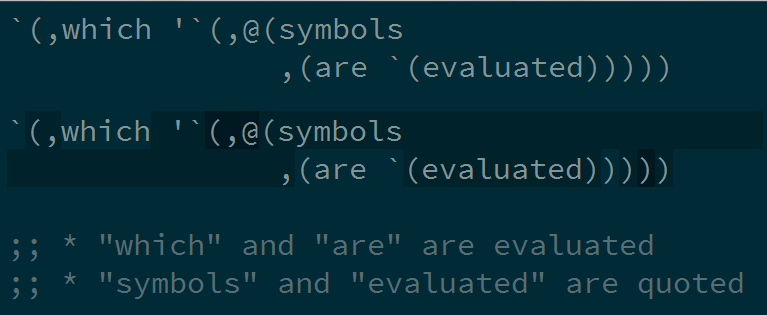 `(,which '`(,@(symbols
               ,(are `(evaluated)))))
`(,which '`(,@(symbols
               ,(are `(evaluated)))))
;; * "which" and "are" are evaluated
;; * "symbols" and "evaluated" are quoted